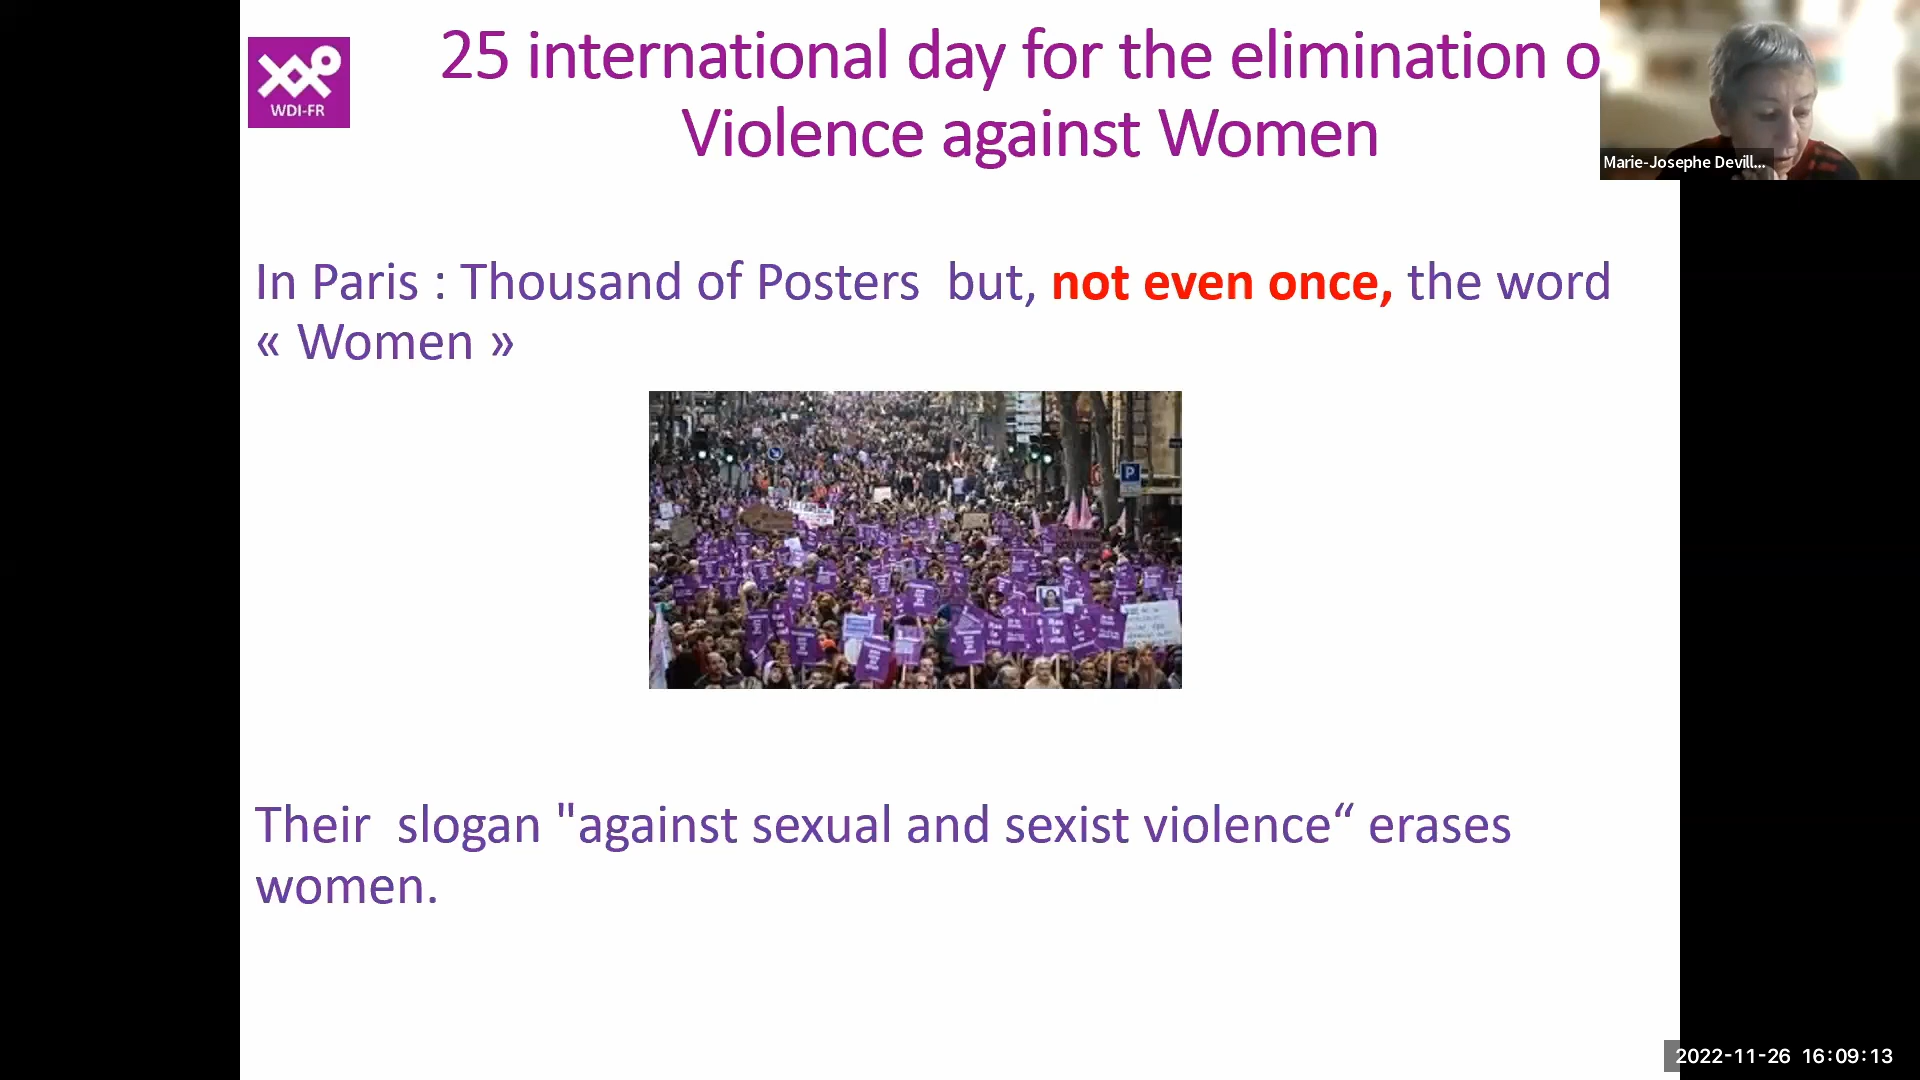 WDI-FR
25 international day for the elimination o
Violence against Women
Marie-Josephe Devill...
In Paris : Thousand of Posters  but, not even once, the word
« Women »
P
Their  slogan "against sexual and sexist violence“ erases
women.
2022-11-26 16:09:13